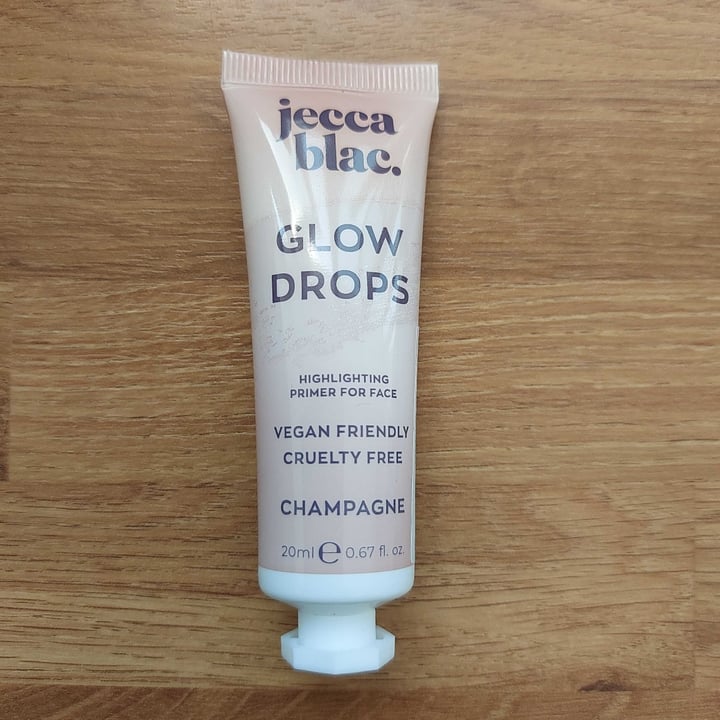 jecca
blac.
GLOW
DROPS
HIGHLIGHTING
PRIMER FOR FACE
VEGAN FRIENDLY
CRUELTY FREE
CHAMPAGNE
20ml ℮ 0.67 fl. oz.